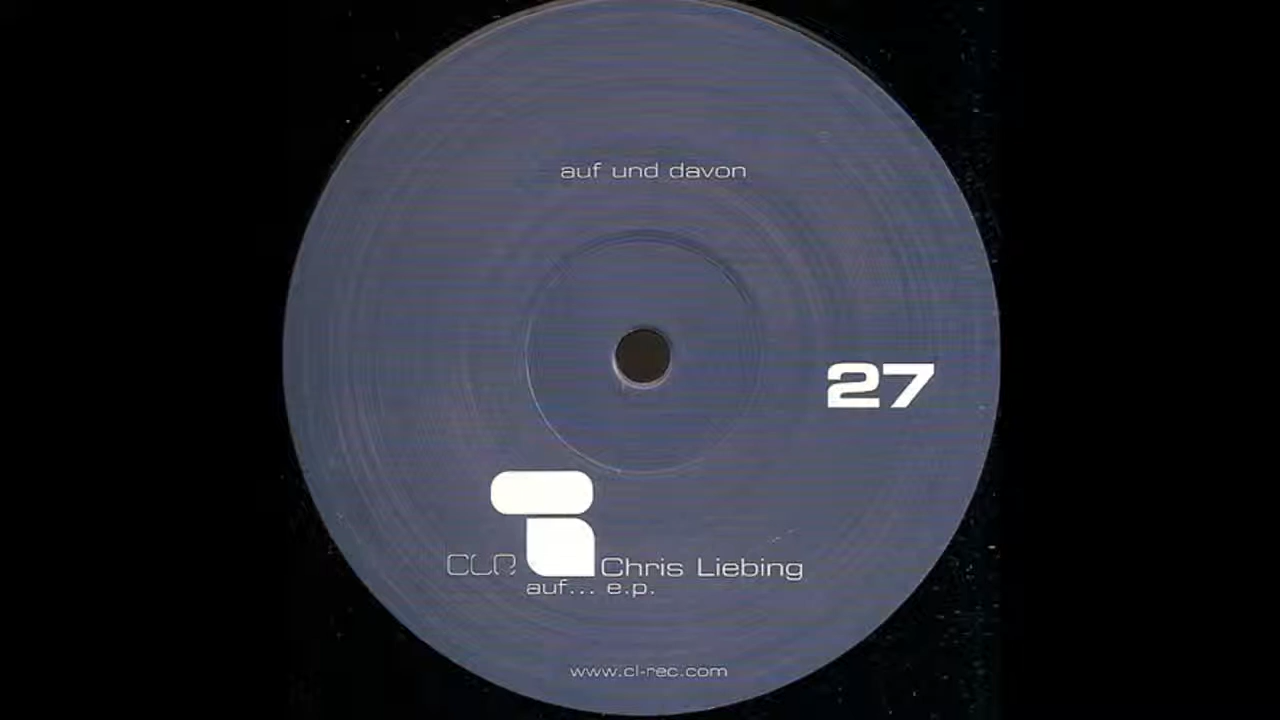 auf und davon
27
CLR Chris Liebing
auf... e.p.
www.cl-rec.com